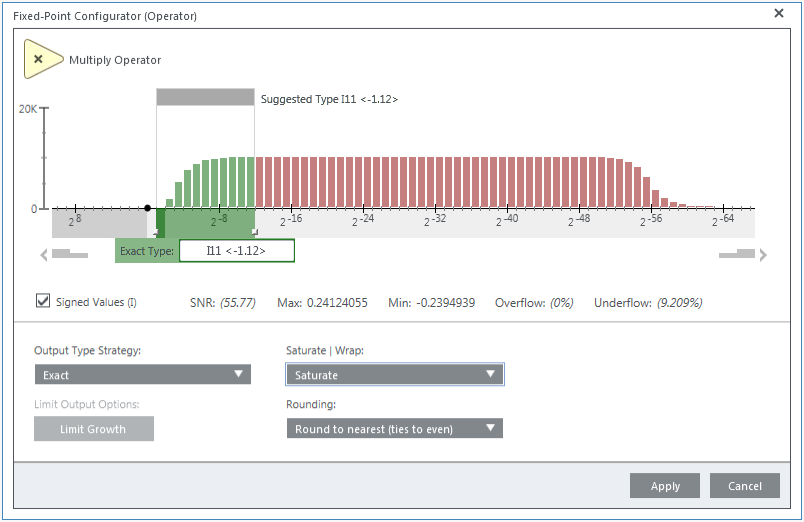 Fixed-Point Configurator (Operator)
× Multiply Operator
Suggested Type I11 <-1.12>
20K
0
2^8 2^-8 2^-16 2^-24 2^-32 2^-40 2^-48 2^-56 2^-64
Exact Type: I11 <-1.12>
Signed Values (I) SNR: (55.77) Max: 0.24124055 Min: -0.2394939 Overflow: (0%) Underflow: (9.209%)
Output Type Strategy: Saturate | Wrap:
Exact Saturate
Limit Output Options: Rounding:
Limit Growth Round to nearest (ties to even)
Apply Cancel